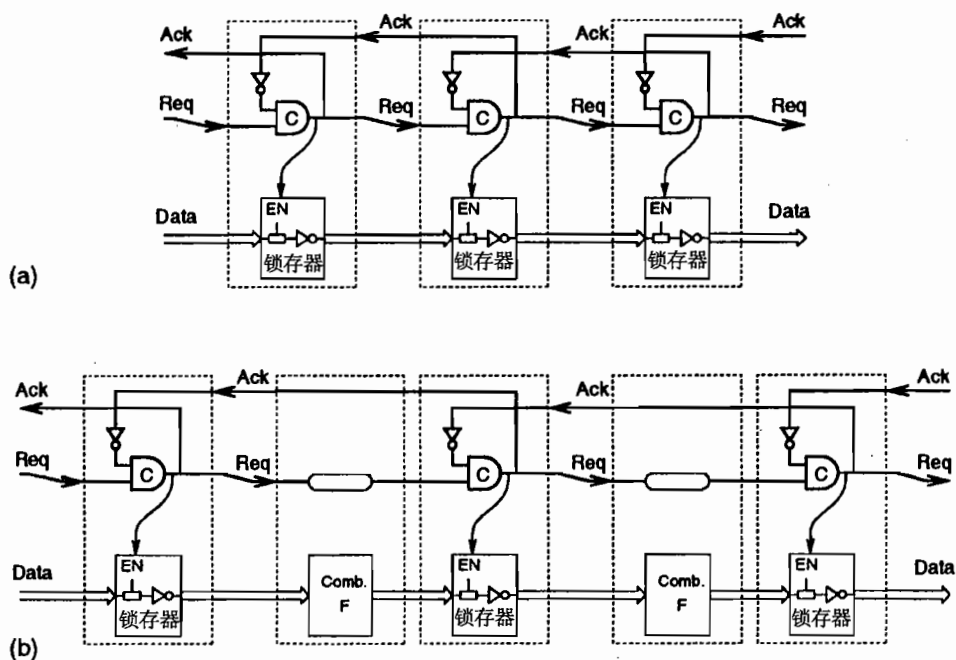 Ack Ack Ack
Ack
Req Req Req Req
C C C
Data EN EN EN Data
锁存器 锁存器 锁存器
(a)
Ack Ack Ack
Ack
Req Req Req Req
C C C
Data EN Comb. F EN Comb. F EN Data
锁存器 锁存器 锁存器
(b)